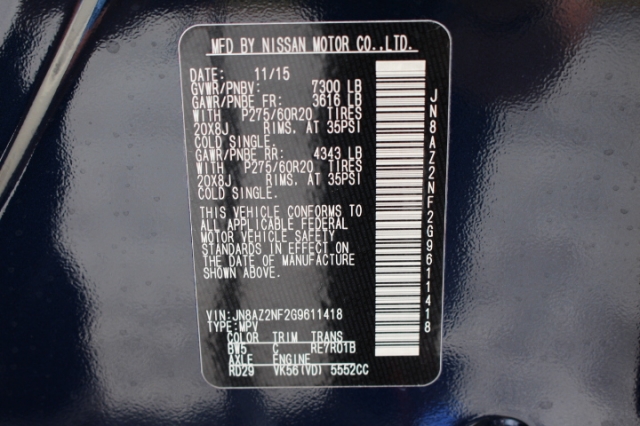 MFD BY NISSAN MOTOR CO.,LTD.
DATE: 11/15
GVWR/PNBV: 7300 LB
GAWR/PNBE FR: 3616 LB
WITH P275/60R20 TIRES
20X8J RIMS. AT 35PSI
COLD SINGLE.
GAWR/PNBE RR: 4343 LB
WITH P275/60R20 TIRES
20X8J RIMS. AT 35PSI
COLD SINGLE.
THIS VEHICLE CONFORMS TO
ALL APPLICABLE FEDERAL
MOTOR VEHICLE SAFETY
STANDARDS IN EFFECT ON
THE DATE OF MANUFACTURE
SHOWN ABOVE.
VIN:JN8AZ2NF2G9611418
TYPE:MPV
COLOR TRIM TRANS
BW5 C RE7R01B
AXLE ENGINE
RD29 VK56(VD) 5552CC
JN8AZ2NF2G9611418